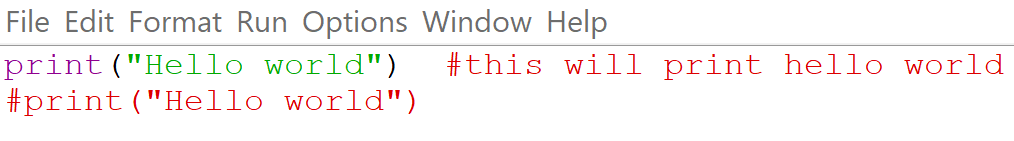 File Edit Format Run Options Window Help
print("Hello world")  #this will print hello world
#print("Hello world")